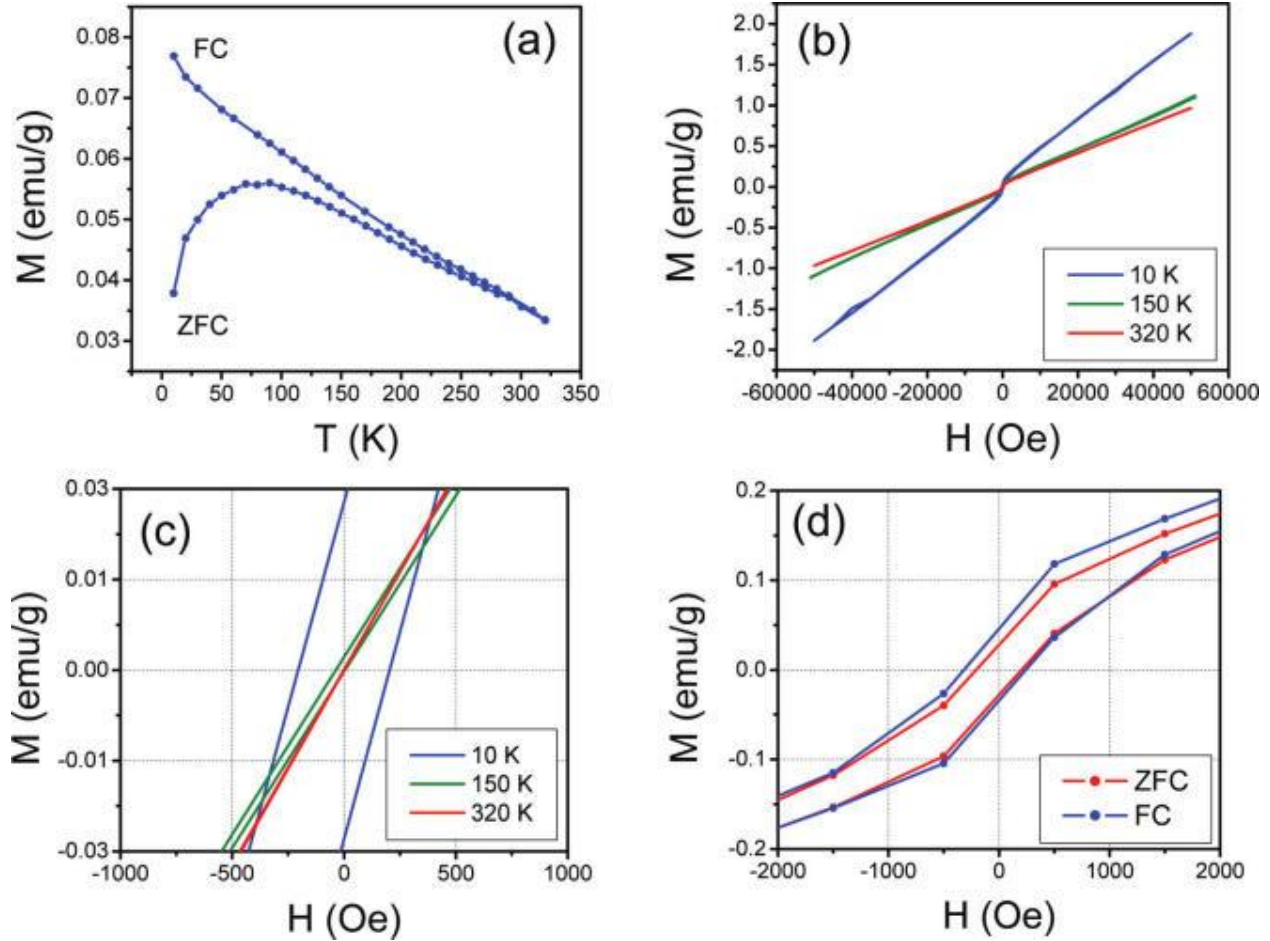 (a)
FC
ZFC
M (emu/g)
0.08
0.07
0.06
0.05
0.04
0.03
0 50 100 150 200 250 300 350
T (K)
(b)
M (emu/g)
2.0
1.5
1.0
0.5
0.0
-0.5
-1.0
-1.5
-2.0
10 K
150 K
320 K
-60000 -40000 -20000 0 20000 40000 60000
H (Oe)
(c)
M (emu/g)
0.03
0.01
0.00
-0.01
-0.03
10 K
150 K
320 K
-1000 -500 0 500 1000
H (Oe)
(d)
M (emu/g)
0.2
0.1
0.0
-0.1
-0.2
ZFC
FC
-2000 -1000 0 1000 2000
H (Oe)